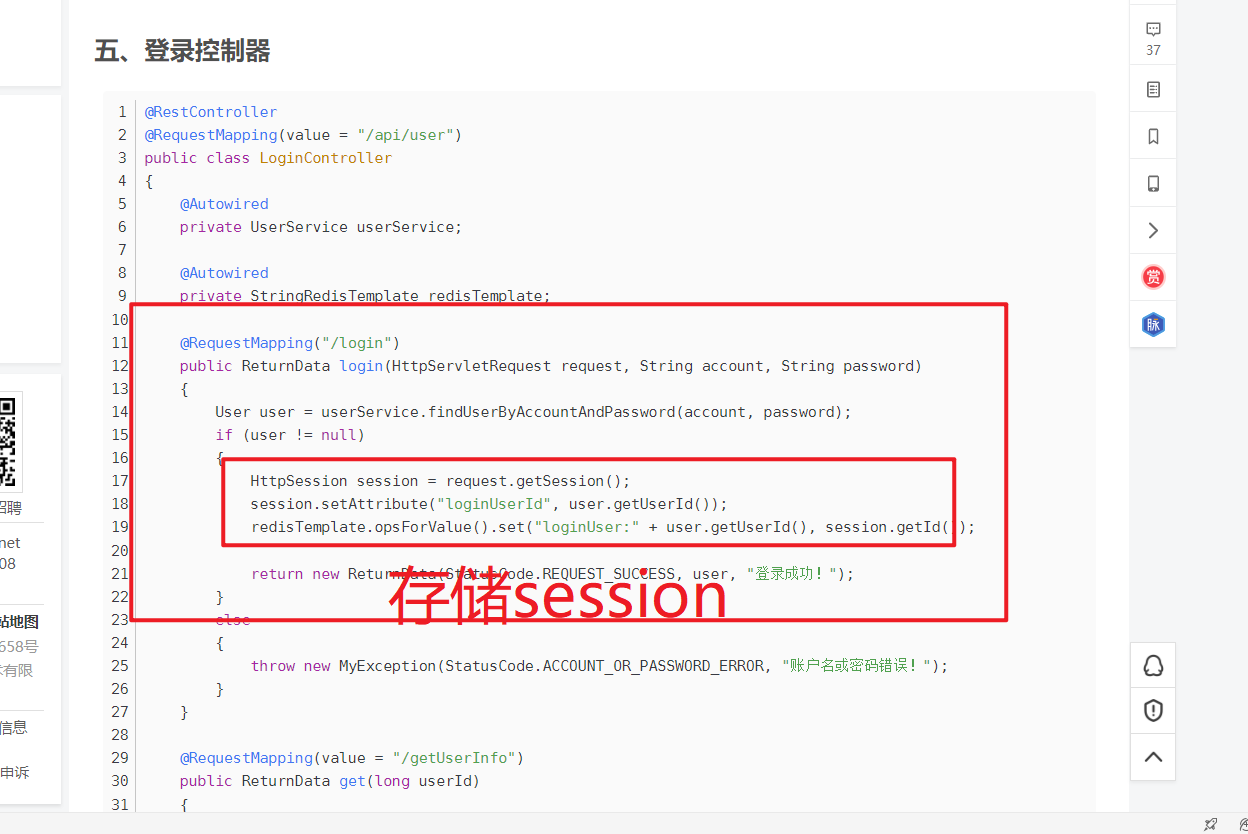 五、登录控制器
1 @RestController
2 @RequestMapping(value = "/api/user")
3 public class LoginController
4 {
5 @Autowired
6 private UserService userService;
7
8 @Autowired
9 private StringRedisTemplate redisTemplate;
10
11 @RequestMapping("/login")
12 public ReturnData login(HttpServletRequest request, String account, String password)
13 {
14 User user = userService.findUserByAccountAndPassword(account, password);
15 if (user != null)
16 {
17 HttpSession session = request.getSession();
18 session.setAttribute("loginUserId", user.getUserId());
19 redisTemplate.opsForValue().set("loginUser:" + user.getUserId(), session.getId());
20
21 return new ReturnData(StatusCode.REQUEST_SUCCESS, user, "登录成功！");
22 }
存储session
23 else
24 {
25 throw new MyException(StatusCode.ACCOUNT_OR_PASSWORD_ERROR, "账户名或密码错误！");
26 }
27 }
28
29 @RequestMapping(value = "/getUserInfo")
30 public ReturnData get(long userId)
31 {
招聘
net
08
站地图
658号
有限
信息
申诉
37
赏
脉